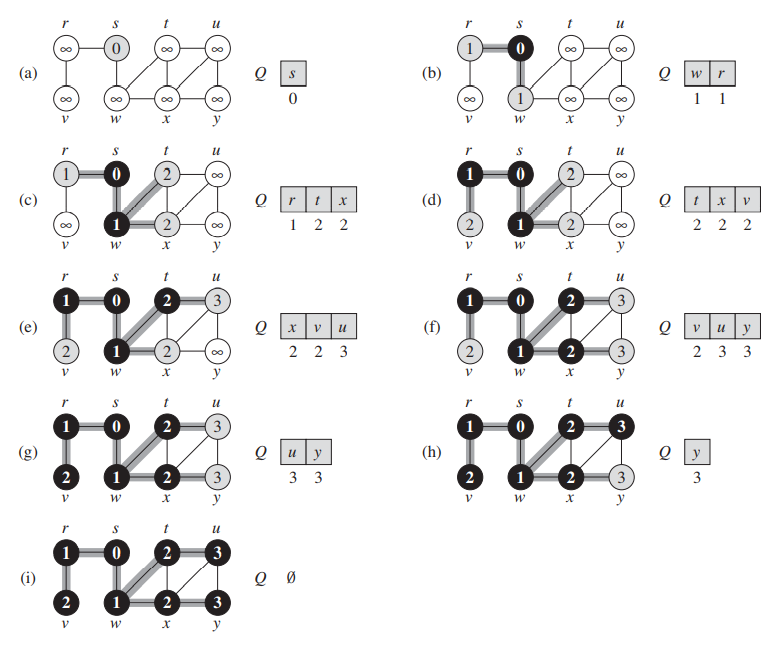 r s t u r s t u
∞ 0 ∞ ∞ 1 0 ∞ ∞
(a) Q s (b) Q w r
0 1 1
∞ ∞ ∞ ∞ ∞ 1 ∞ ∞
v w x y v w x y
r s t u r s t u
1 0 2 ∞ 1 0 2 ∞
(c) Q r t x (d) Q t x v
1 2 2 2 2 2
∞ 1 2 ∞ 2 1 2 ∞
v w x y v w x y
r s t u r s t u
1 0 2 3 1 0 2 3
(e) Q x v u (f) Q v u y
2 2 3 2 3 3
2 1 2 ∞ 2 1 2 3
v w x y v w x y
r s t u r s t u
1 0 2 3 1 0 2 3
(g) Q u y (h) Q y
3 3 3
2 1 2 3 2 1 2 3
v w x y v w x y
r s t u
1 0 2 3
(i) Q ∅
2 1 2 3
v w x y